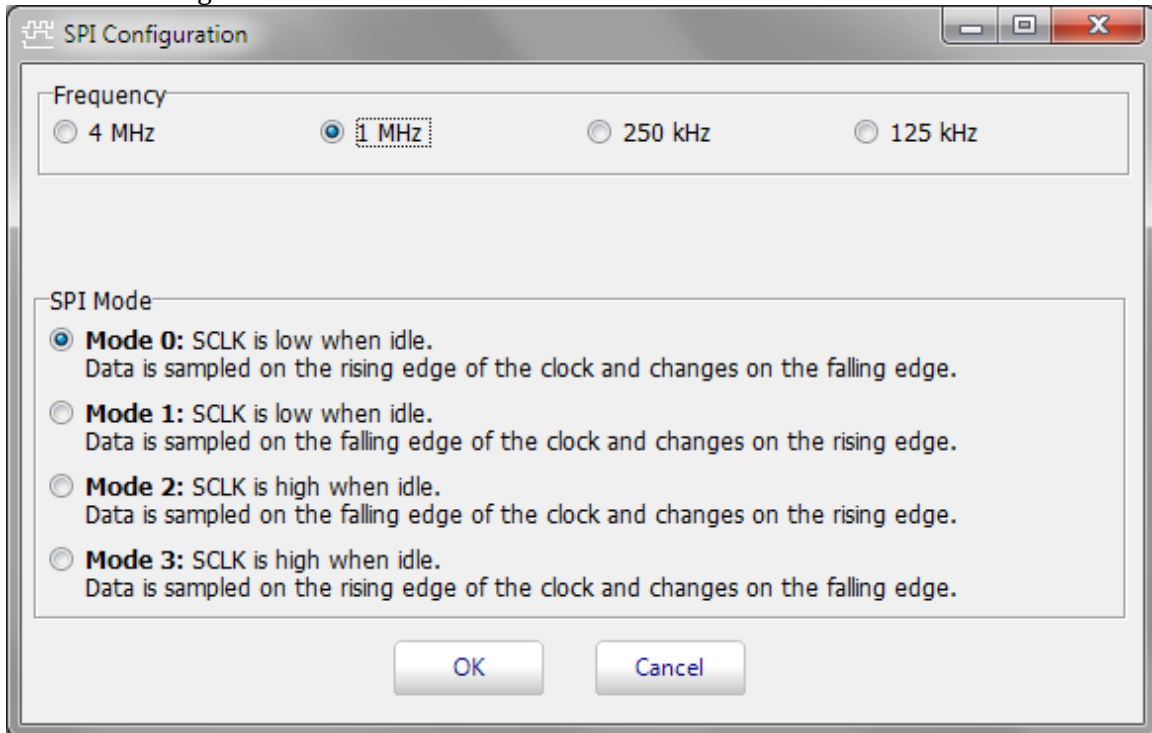 SPI Configuration
Frequency
4 MHz 1 MHz 250 kHz 125 kHz
SPI Mode
Mode 0: SCLK is low when idle.
Data is sampled on the rising edge of the clock and changes on the falling edge.
Mode 1: SCLK is low when idle.
Data is sampled on the falling edge of the clock and changes on the rising edge.
Mode 2: SCLK is high when idle.
Data is sampled on the falling edge of the clock and changes on the rising edge.
Mode 3: SCLK is high when idle.
Data is sampled on the rising edge of the clock and changes on the falling edge.
OK Cancel